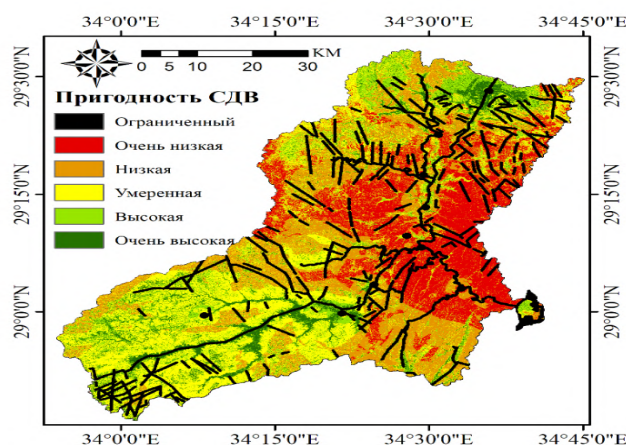 34°0'0"E 34°15'0"E 34°30'0"E 34°45'0"E
KM
0 5 10 20 30
29°30'0"N 29°30'0"N
Пригодность СДВ
Ограниченный
Очень низкая
Низкая
Умеренная
Высокая
Очень высокая
29°15'0"N 29°15'0"N
29°0'0"N 29°0'0"N
34°0'0"E 34°15'0"E 34°30'0"E 34°45'0"E